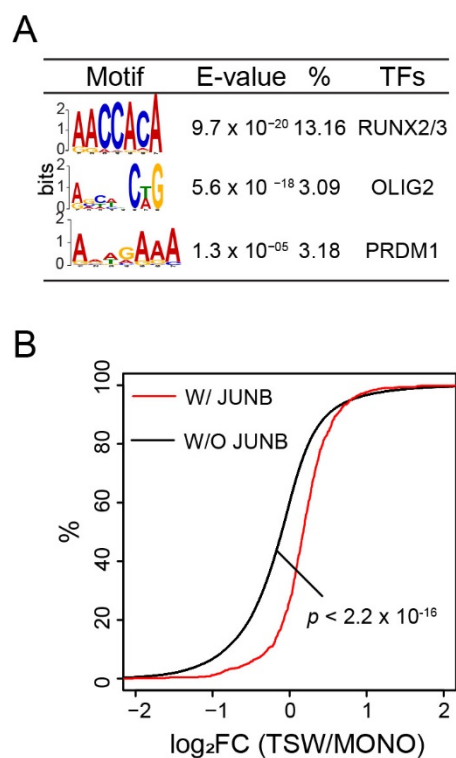 A
Motif E-value % TFs
2
1
0
AACCACA
9.7 x 10⁻²⁰ 13.16 RUNX2/3
bits
2
1
0
5.6 x 10 ⁻¹⁸ 3.09 OLIG2
2
1
0
1.3 x 10⁻⁰⁵ 3.18 PRDM1
B
W/ JUNB
W/O JUNB
p < 2.2 x 10⁻¹⁶
%
100
80
60
40
20
0
−2 −1 0 1 2
log₂FC (TSW/MONO)